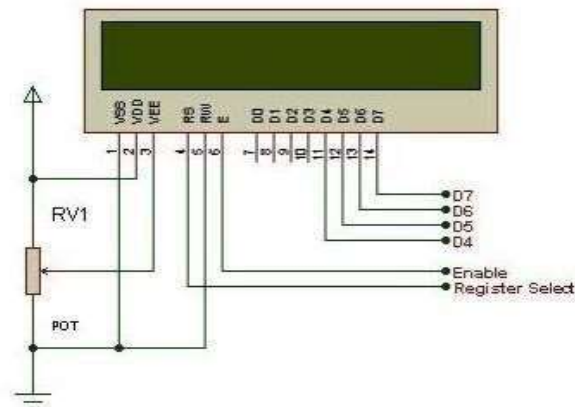 VSS VDD VEE RS RW E D0 D1 D2 D3 D4 D5 D6 D7
1 2 3 4 5 6 7 8 9 10 11 12 13 14
D7
D6
RV1
D5
D4
Enable
Register Select
POT